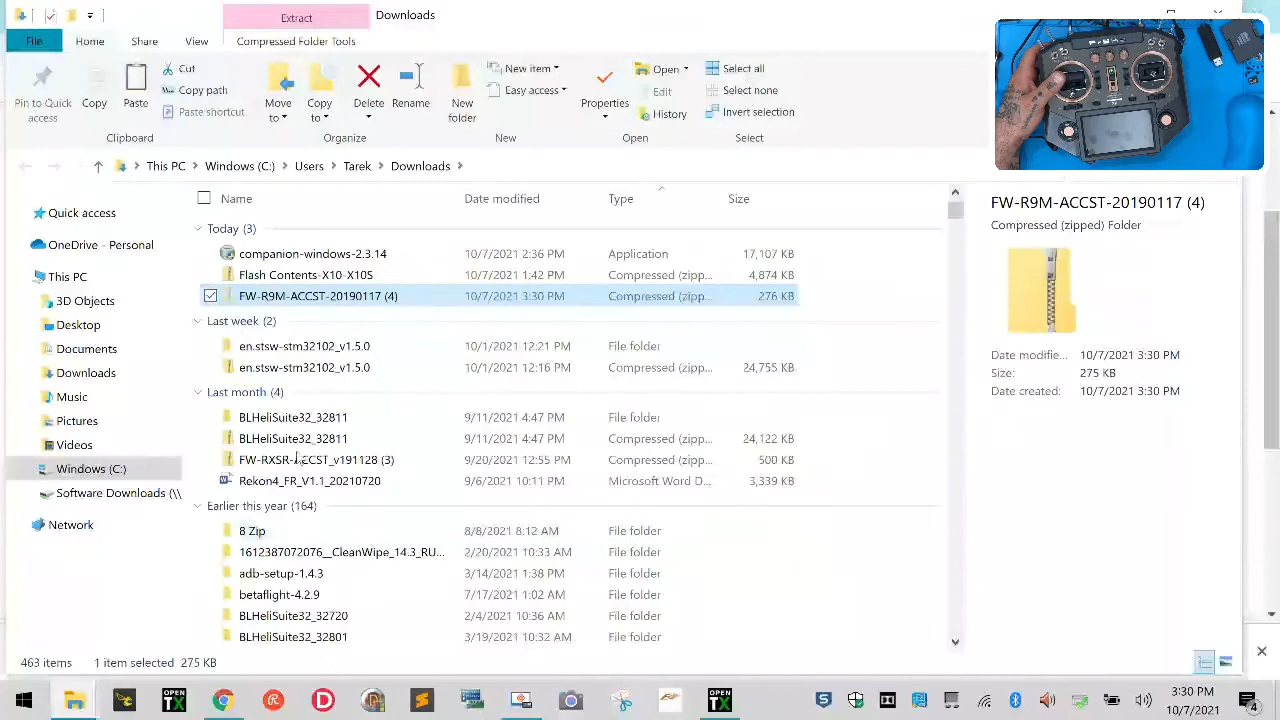 Extract
Downloads
File
Home
Share
View
Compressed Folder Tools
Pin to Quick access
Copy
Paste
Cut
Copy path
Paste shortcut
Move to
Copy to
Delete
Rename
New folder
New item
Easy access
Properties
Open
Edit
History
Select all
Select none
Invert selection
Clipboard
Organize
New
Open
Select
This PC > Windows (C:) > Users > Tarek > Downloads >
Name Date modified Type Size
Quick access
OneDrive - Personal
This PC
3D Objects
Desktop
Documents
Downloads
Music
Pictures
Videos
Windows (C:)
Software Downloads (\\
Network
Today (3)
companion-windows-2.3.14 10/7/2021 2:36 PM Application 17,107 KB
Flash Contents-X10-X10S 10/7/2021 1:42 PM Compressed (zipp... 4,874 KB
FW-R9M-ACCST-20190117 (4) 10/7/2021 3:30 PM Compressed (zipp... 276 KB
Last week (2)
en.stsw-stm32102_v1.5.0 10/1/2021 12:21 PM File folder
en.stsw-stm32102_v1.5.0 10/1/2021 12:16 PM Compressed (zipp... 24,755 KB
Last month (4)
BLHeliSuite32_32811 9/11/2021 4:47 PM File folder
BLHeliSuite32_32811 9/11/2021 4:47 PM Compressed (zipp... 24,122 KB
FW-RXSR-ACCST_v191128 (3) 9/20/2021 12:55 PM Compressed (zipp... 500 KB
Rekon4_FR_V1.1_20210720 9/6/2021 10:11 PM Microsoft Word D... 3,339 KB
Earlier this year (164)
8 Zip 8/8/2021 8:12 AM File folder
1612387072076__CleanWipe_14.3_RU... 2/20/2021 10:33 AM File folder
adb-setup-1.4.3 3/14/2021 1:38 PM File folder
betaflight-4.2.9 7/17/2021 1:02 AM File folder
BLHeliSuite32_32720 2/4/2021 10:36 AM File folder
BLHeliSuite32_32801 3/19/2021 10:32 AM File folder
FW-R9M-ACCST-20190117 (4)
Compressed (zipped) Folder
Date modifie... 10/7/2021 3:30 PM
Size: 275 KB
Date created: 10/7/2021 3:30 PM
463 items 1 item selected 275 KB
OPEN TX
OPEN TX
3:30 PM
10/7/2021
4